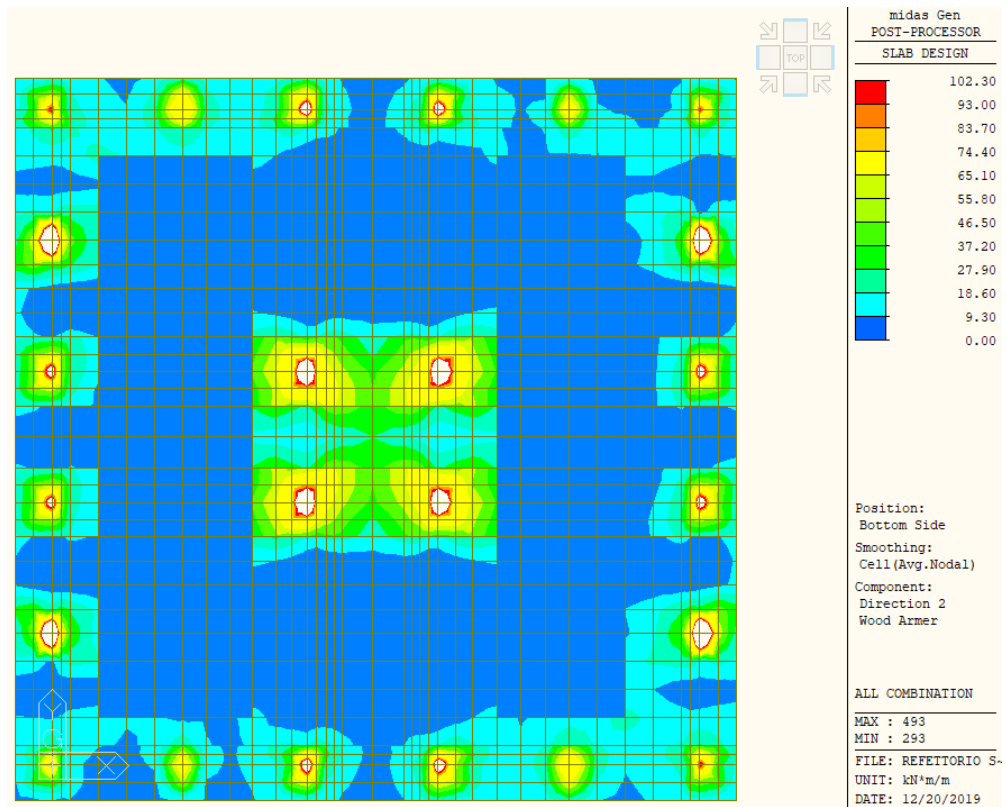 midas Gen
POST-PROCESSOR
SLAB DESIGN
TOP
102.30
93.00
83.70
74.40
65.10
55.80
46.50
37.20
27.90
18.60
9.30
0.00
Position:
Bottom Side
Smoothing:
Cell(Avg.Nodal)
Component:
Direction 2
Wood Armer
ALL COMBINATION
MAX : 493
MIN : 293
FILE: REFETTORIO S~
UNIT: kN*m/m
DATE: 12/20/2019
Y
G
X